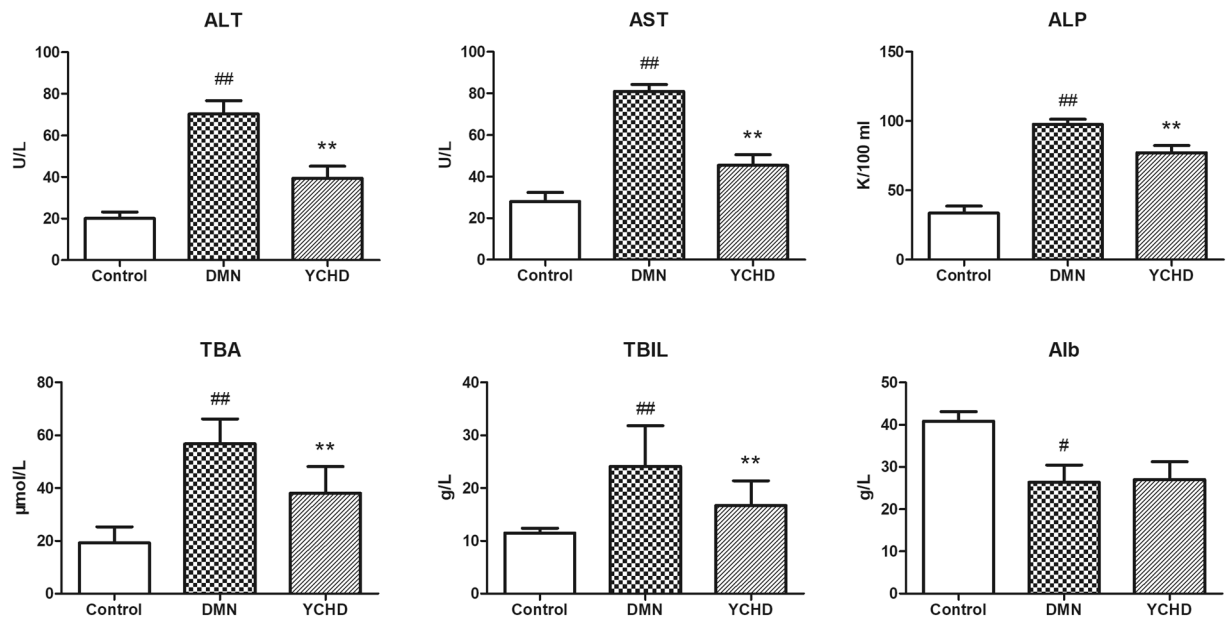 ALT
100
80
60
40
20
0
U/L
##
**
Control DMN YCHD
AST
100
80
60
40
20
0
U/L
##
**
Control DMN YCHD
ALP
150
100
50
0
K/100 ml
##
**
Control DMN YCHD
TBA
80
60
40
20
0
µmol/L
##
**
Control DMN YCHD
TBIL
40
30
20
10
0
g/L
##
**
Control DMN YCHD
Alb
50
40
30
20
10
0
g/L
#
Control DMN YCHD